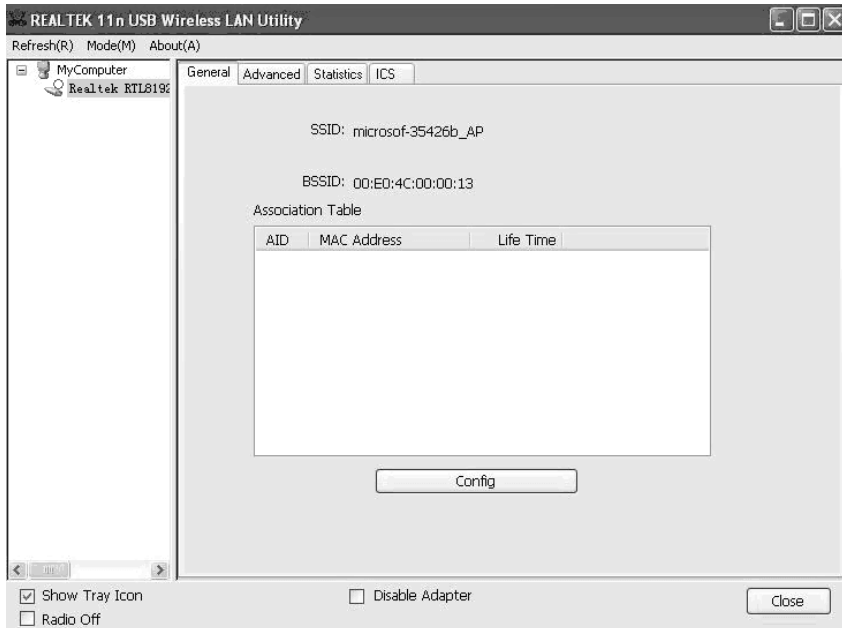 REALTEK 11n USB Wireless LAN Utility
Refresh(R) Mode(M) About(A)
MyComputer
Realtek RTL8192
General Advanced Statistics ICS
SSID: microsof-35426b_AP
BSSID: 00:E0:4C:00:00:13
Association Table
AID MAC Address Life Time
Config
Show Tray Icon
Radio Off
Disable Adapter
Close